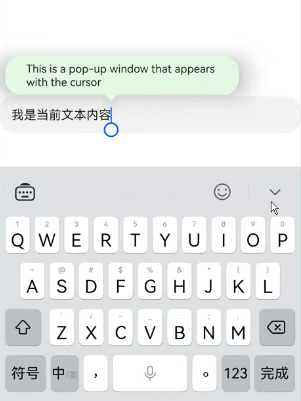 This is a pop-up window that appears
with the cursor
我是当前文本内容
1 2 3 4 5 6 7 8 9 0
Q W E R T Y U I O P
~ @ # $ % & * ( )
A S D F G H J K L
Z X C V B N M
符号 中/英 ， 。 123 完成